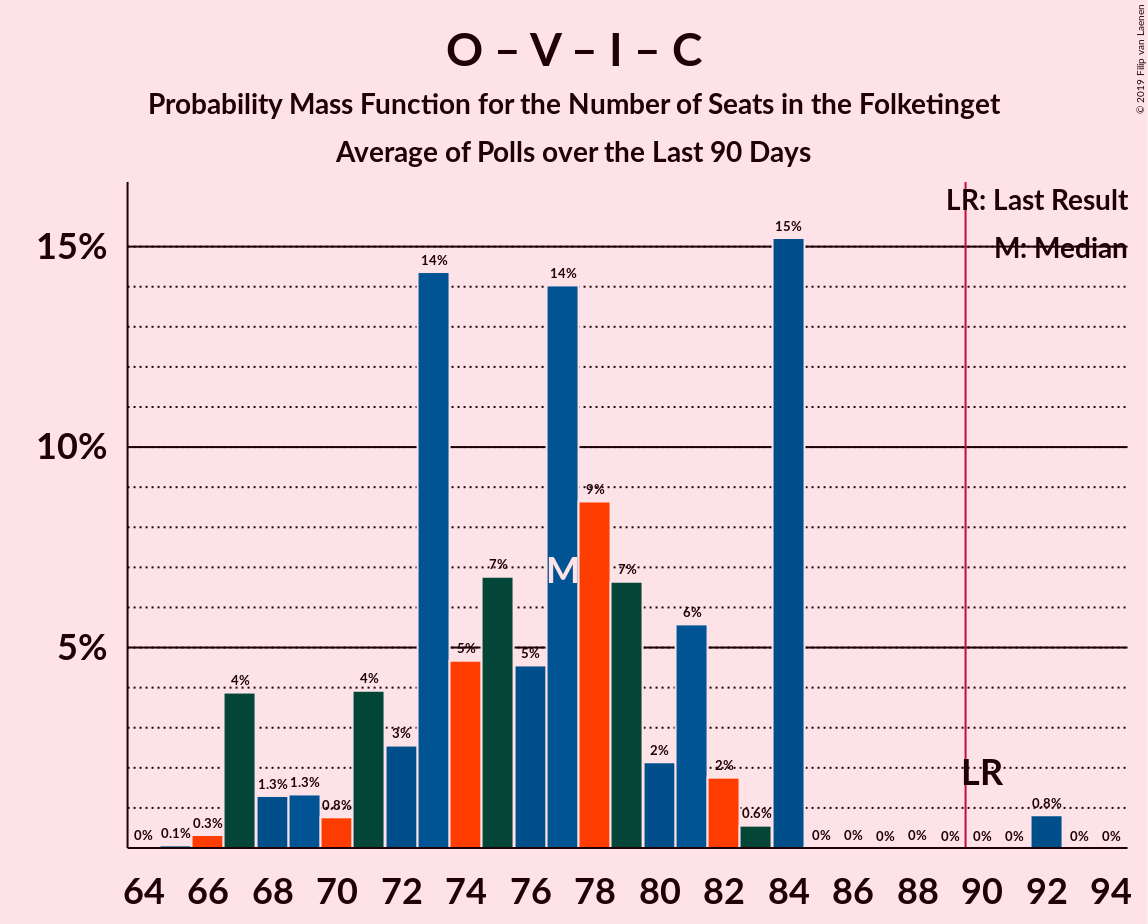 O – V – I – C
Probability Mass Function for the Number of Seats in the Folketinget
Average of Polls over the Last 90 Days
© 2019 Filip van Laenen
LR: Last Result
M: Median
15%
10%
5%
0% 0.1% 0.3% 4% 1.3% 1.3% 0.8% 4% 3% 14% 5% 7% 5% 14% 9% 7% 2% 6% 2% 0.6% 15% 0% 0% 0% 0% 0% 0% 0% 0.8% 0% 0%
M
LR
64 66 68 70 72 74 76 78 80 82 84 86 88 90 92 94